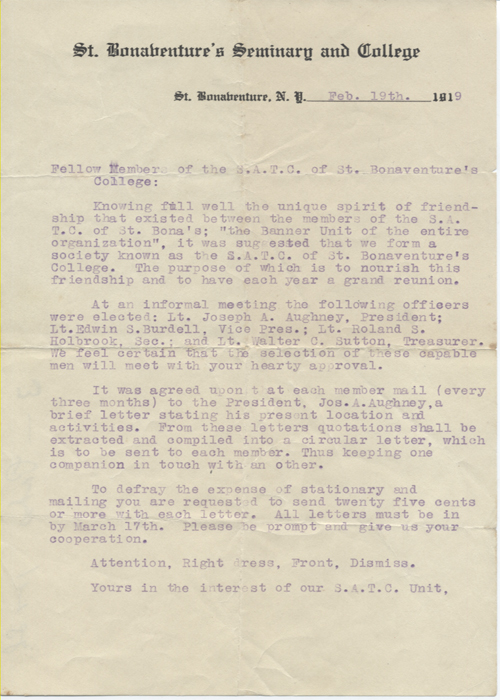 St. Bonaventure's Seminary and College
St. Bonaventure, N. Y. Feb. 19th. 1919
Fellow Members of the S.A.T.C. of St. Bonaventure's
College:
Knowing full well the unique spirit of friend-
ship that existed between the members of the S.A.
T.C. of St. Bona's; "the Banner Unit of the entire
organization", it was suggested that we form a
society known as the S.A.T.C. of St. Bonaventure's
College. The purpose of which is to nourish this
friendship and to have each year a grand reunion.
At an informal meeting the following officers
were elected: Lt. Joseph A. Aughney, President;
Lt.Edwin S.Burdell, Vice Pres.; Lt. Roland S.
Holbrook, Sec.; and Lt. Walter C. Sutton, Treasurer.
We feel certain that the selection of these capable
men will meet with your hearty approval.
It was agreed upon t at each member mail (every
three months) to the President, Jos.A.Aughney,a
brief letter stating his present location and
activities. From these letters quotations shall be
extracted and compiled into a circular letter, which
is to be sent to each member. Thus keeping one
companion in touch with an other.
To defray the expense of stationary and
mailing you are requested to send twenty five cents
or more with each letter. All letters must be in
by March 17th. Please be prompt and give us your
cooperation.
Attention, Right dress, Front, Dismiss.
Yours in the interest of our S.A.T.C. Unit,